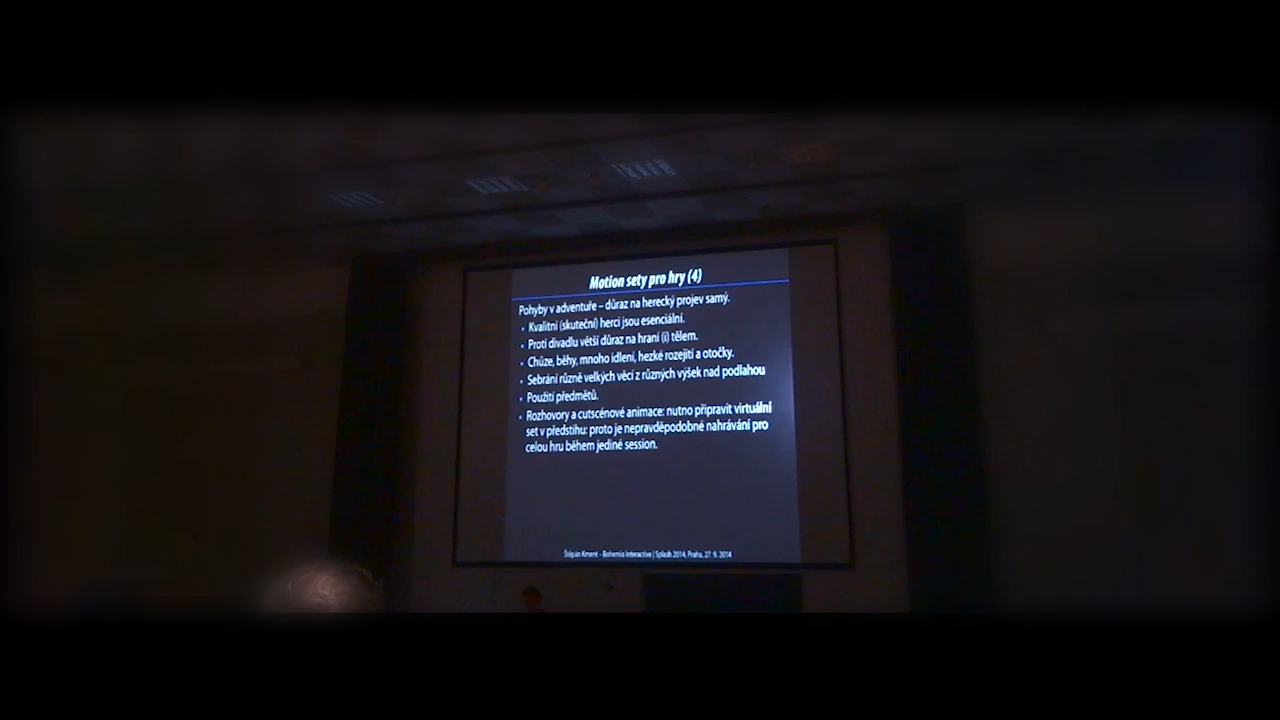 Motion sety pro hry (4)
Pohyby v adventuře – důraz na herecký projev samý.
• Kvalitní (skuteční) herci jsou esenciální.
• Proti divadlu větší důraz na hraní (i) tělem.
• Chůze, běhy, mnoho idlení, hezké rozejití a otočky.
• Sebrání různě velkých věcí z různých výšek nad podlahou
• Použití předmětů.
• Rozhovory a cutscénové animace: nutno připravit virtuální
set v předstihu: proto je nepravděpodobné nahrávání pro
celou hru během jediné session.
Štěpán Kment – Bohemia Interactive | Splash 2014, Praha, 27. 9. 2014